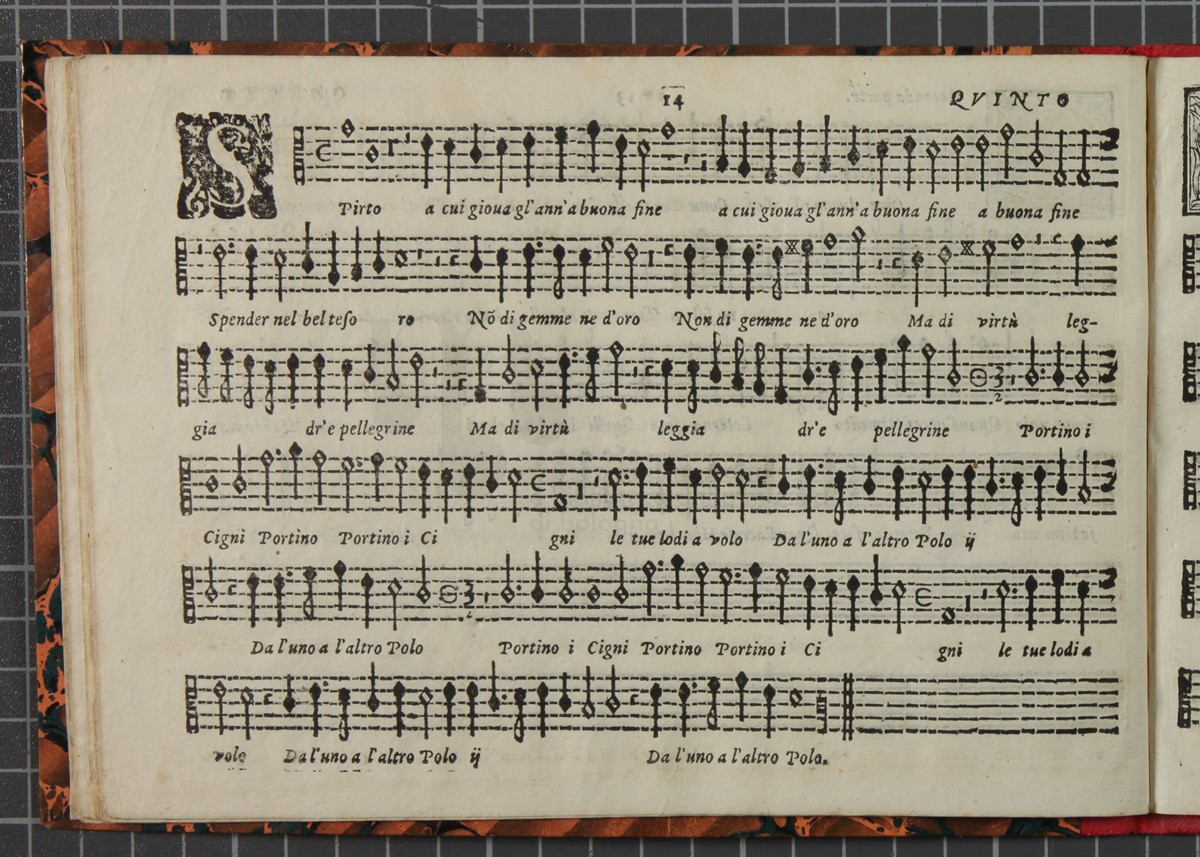 14 QVINTO
SPirto a cui gioua gl'ann'a buona fine a cui gioua gl'ann'a buona fine a buona fine
Spender nel bel teso ro Nō di gemme ne d'oro Non di gemme ne d'oro Ma di virtù leg-
gia dr'e pellegrine Ma di virtù leggia dr'e pellegrine Portino i
Cigni Portino Portino i Ci gni le tue lodi a volo Da l'uno a l'altro Polo ij
Da l'uno a l'altro Polo Portino i Cigni Portino Portino i Ci gni le tue lodi a
volo Da l'uno a l'altro Polo ij Da l'uno a l'altro Polo.